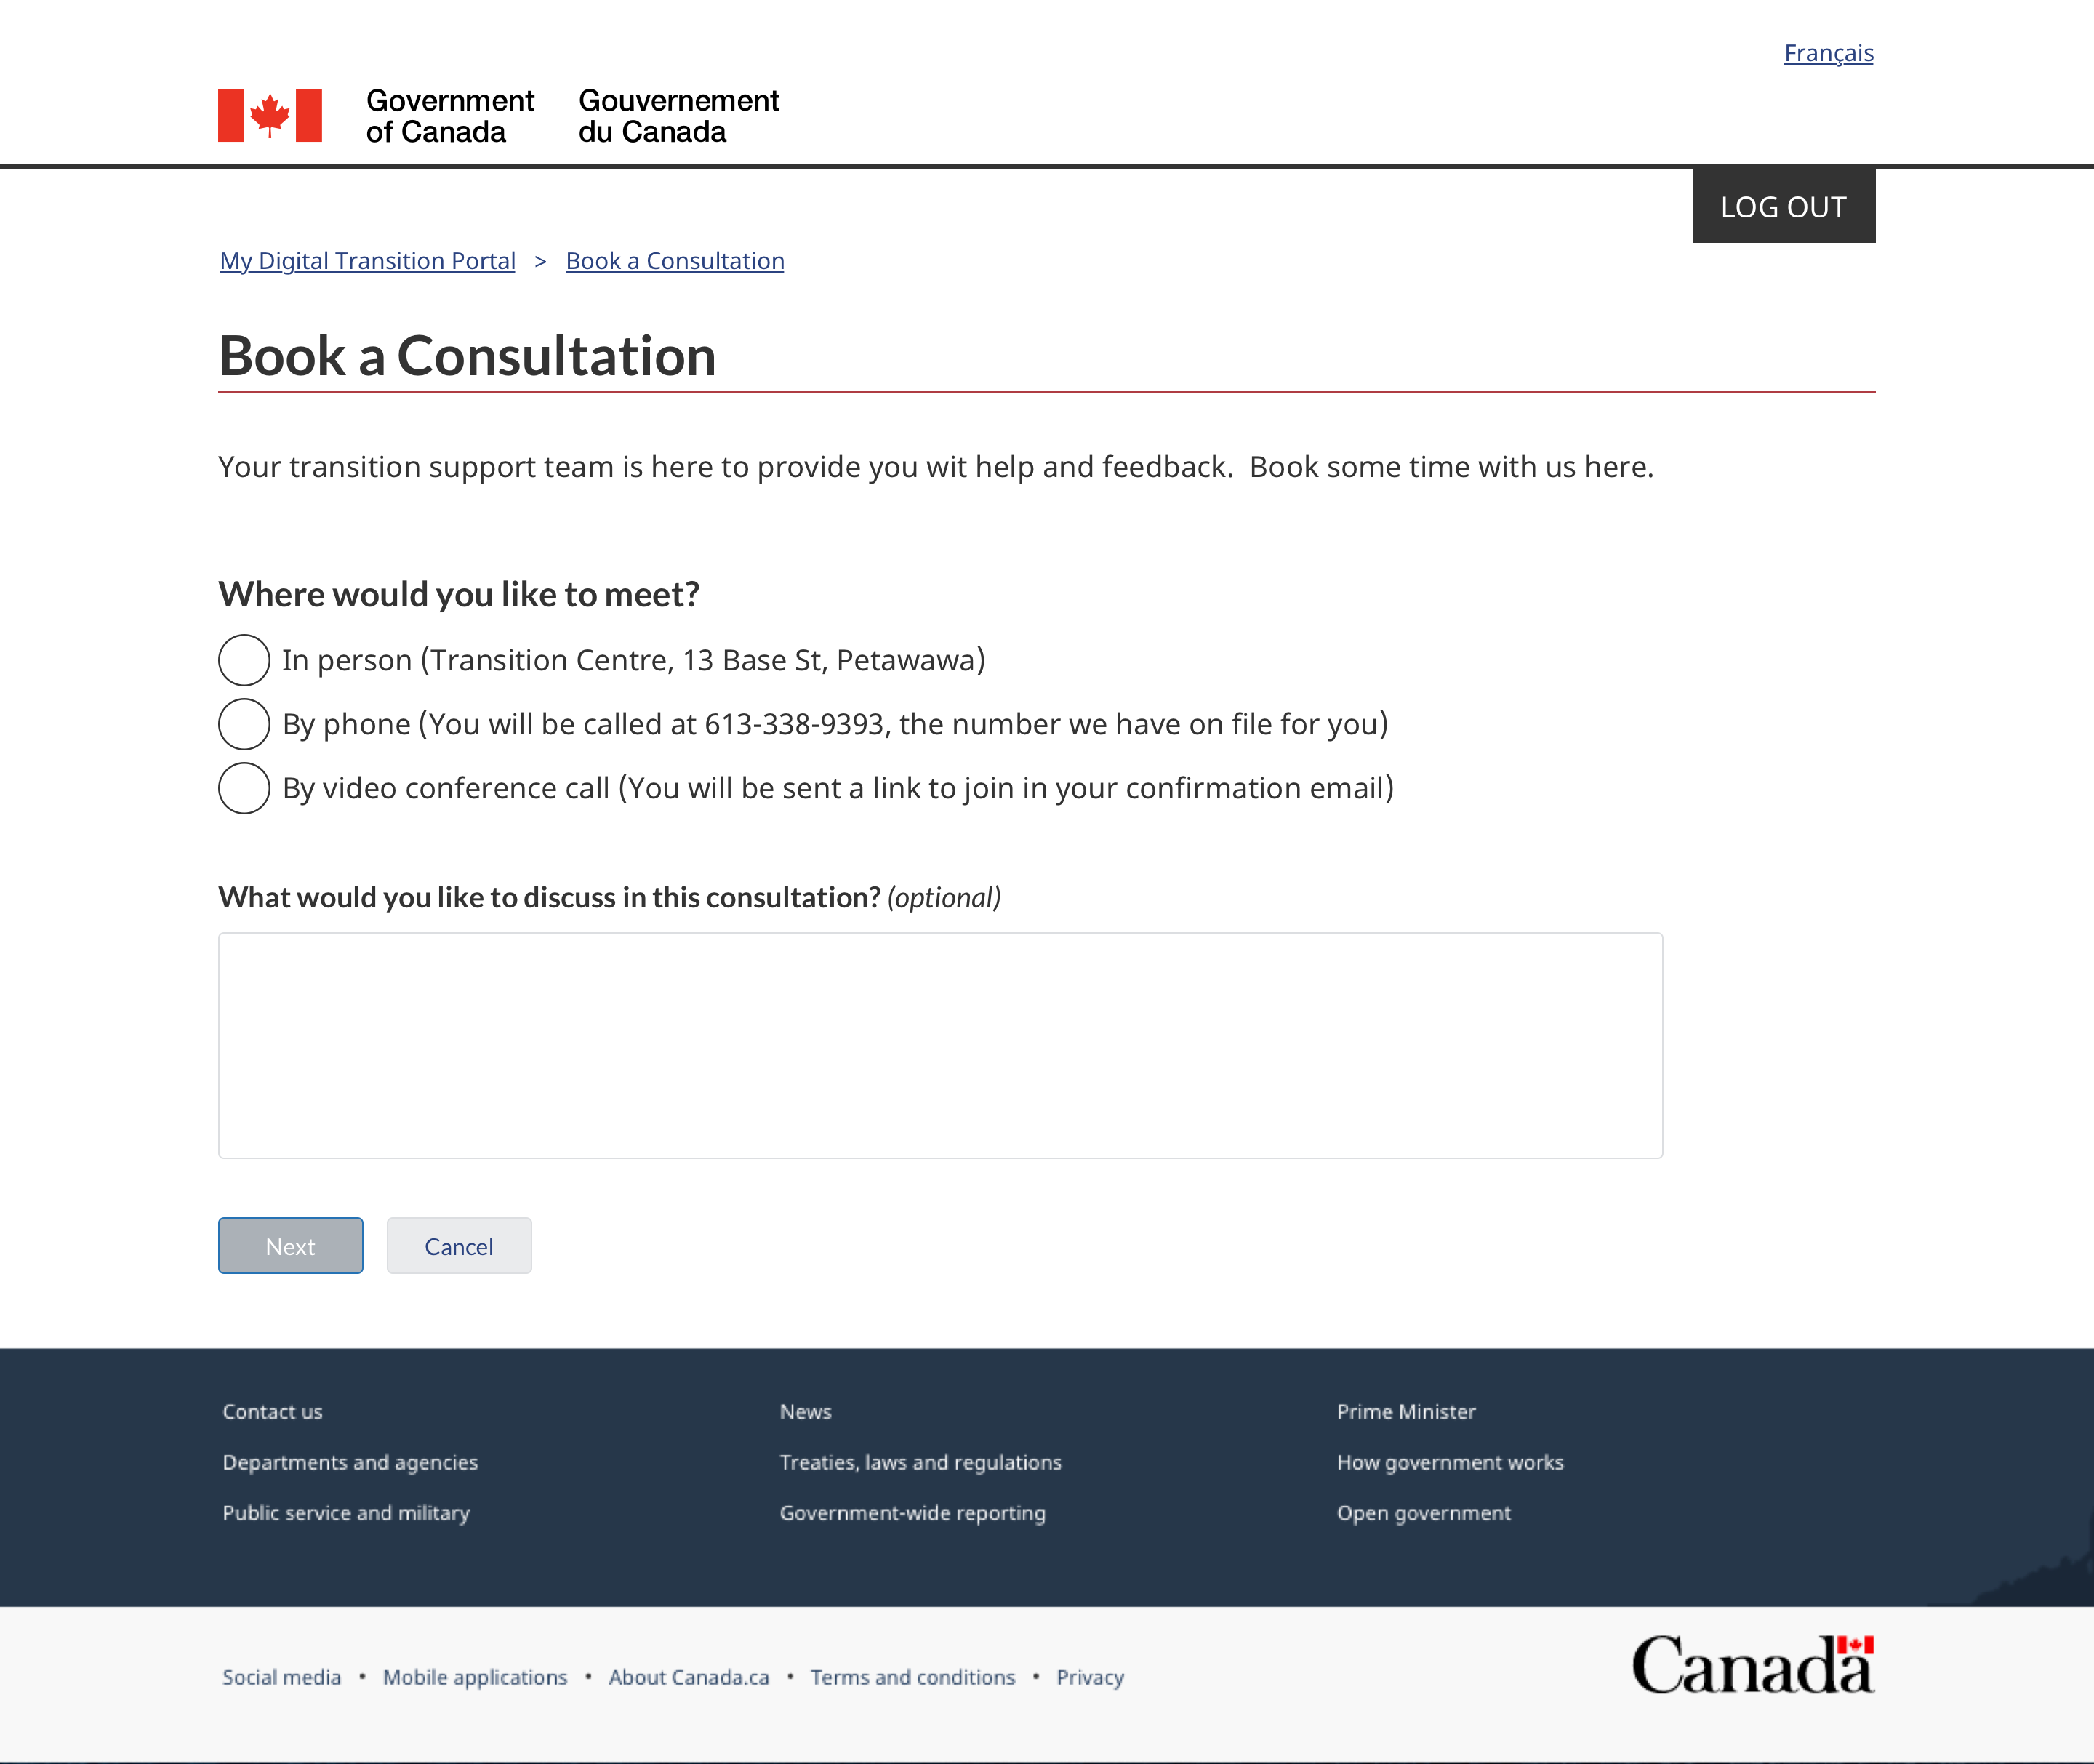 Français
Government Gouvernement
of Canada du Canada
LOG OUT
My Digital Transition Portal > Book a Consultation
Book a Consultation
Your transition support team is here to provide you wit help and feedback.  Book some time with us here.
Where would you like to meet?
In person (Transition Centre, 13 Base St, Petawawa)
By phone (You will be called at 613-338-9393, the number we have on file for you)
By video conference call (You will be sent a link to join in your confirmation email)
What would you like to discuss in this consultation? (optional)
Next Cancel
Contact us News Prime Minister
Departments and agencies Treaties, laws and regulations How government works
Public service and military Government-wide reporting Open government
Social media • Mobile applications • About Canada.ca • Terms and conditions • Privacy
Canada